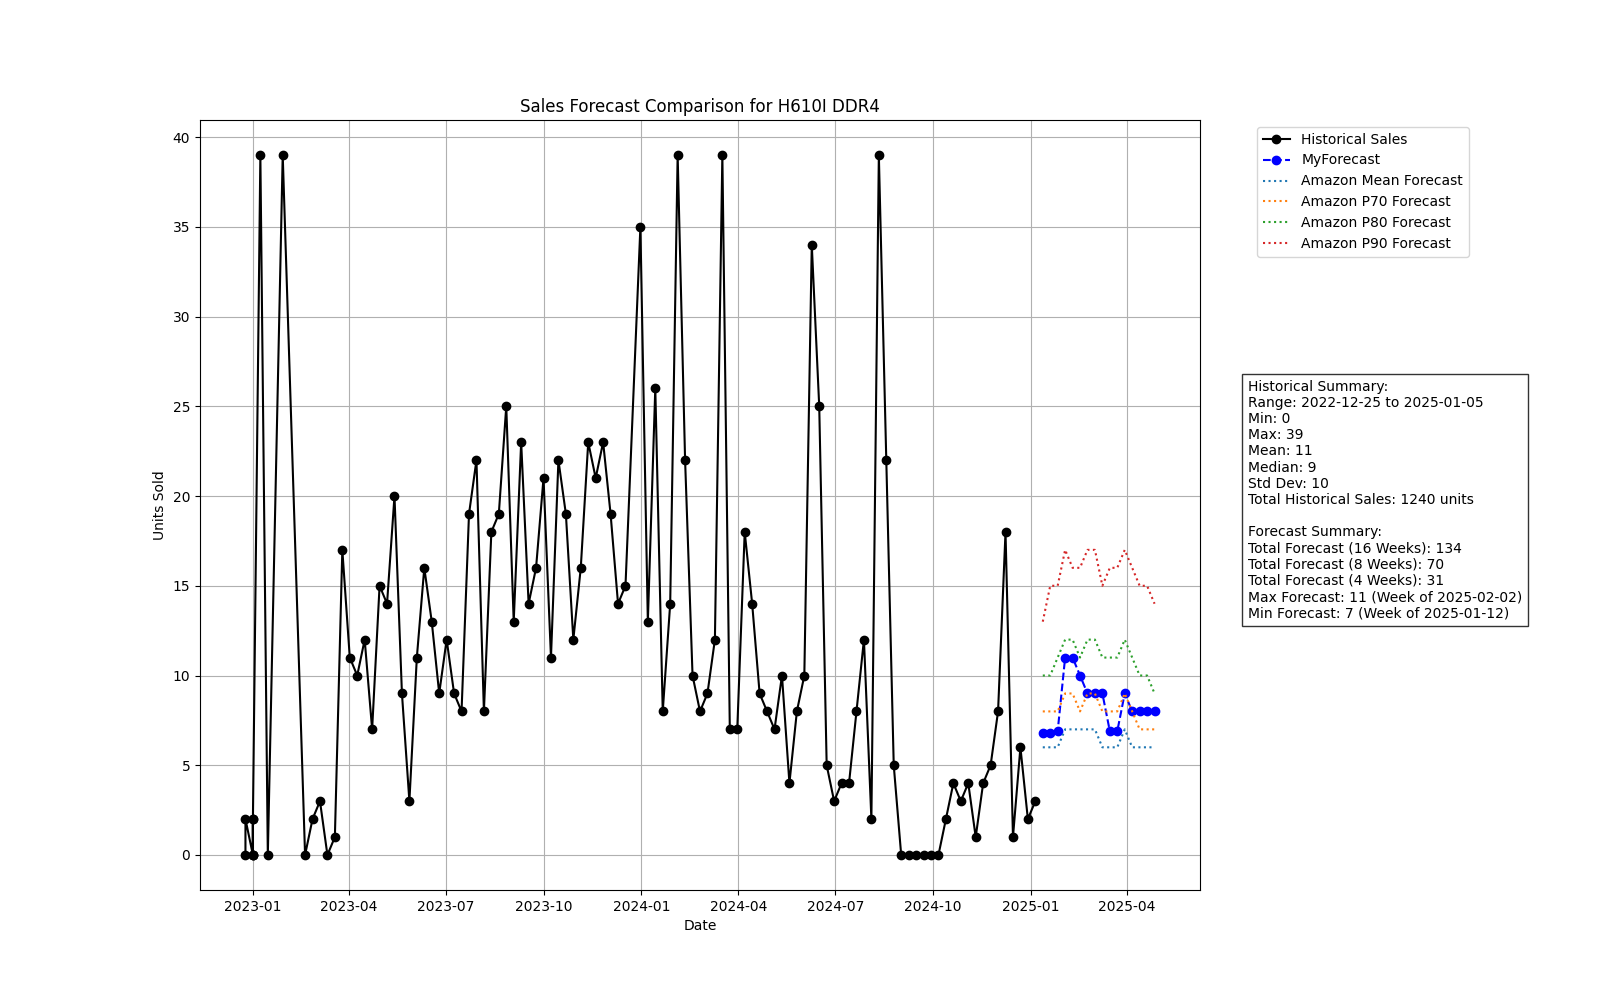 Sales Forecast Comparison for H610I DDR4
Units Sold
40
35
30
25
20
15
10
5
0
2023-01
2023-04
2023-07
2023-10
2024-01
2024-04
2024-07
2024-10
2025-01
2025-04
Date
Historical Sales
MyForecast
Amazon Mean Forecast
Amazon P70 Forecast
Amazon P80 Forecast
Amazon P90 Forecast
Historical Summary:
Range: 2022-12-25 to 2025-01-05
Min: 0
Max: 39
Mean: 11
Median: 9
Std Dev: 10
Total Historical Sales: 1240 units
Forecast Summary:
Total Forecast (16 Weeks): 134
Total Forecast (8 Weeks): 70
Total Forecast (4 Weeks): 31
Max Forecast: 11 (Week of 2025-02-02)
Min Forecast: 7 (Week of 2025-01-12)